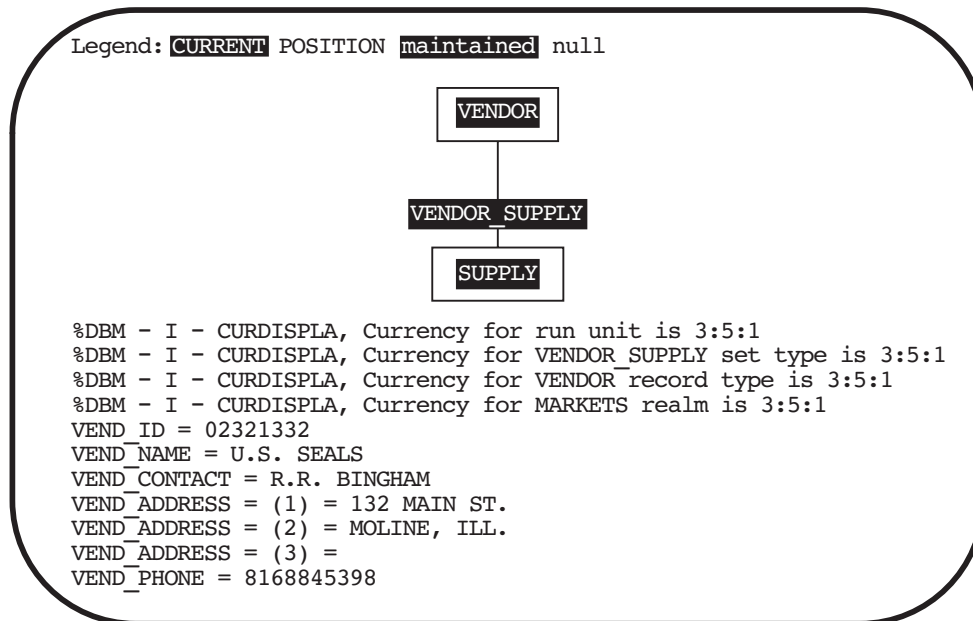 Legend: CURRENT POSITION maintained null
VENDOR
VENDOR_SUPPLY
SUPPLY
%DBM - I - CURDISPLA, Currency for run unit is 3:5:1
%DBM - I - CURDISPLA, Currency for VENDOR_SUPPLY set type is 3:5:1
%DBM - I - CURDISPLA, Currency for VENDOR record type is 3:5:1
%DBM - I - CURDISPLA, Currency for MARKETS realm is 3:5:1
VEND_ID = 02321332
VEND_NAME = U.S. SEALS
VEND_CONTACT = R.R. BINGHAM
VEND_ADDRESS = (1) = 132 MAIN ST.
VEND_ADDRESS = (2) = MOLINE, ILL.
VEND_ADDRESS = (3) =
VEND_PHONE = 8168845398